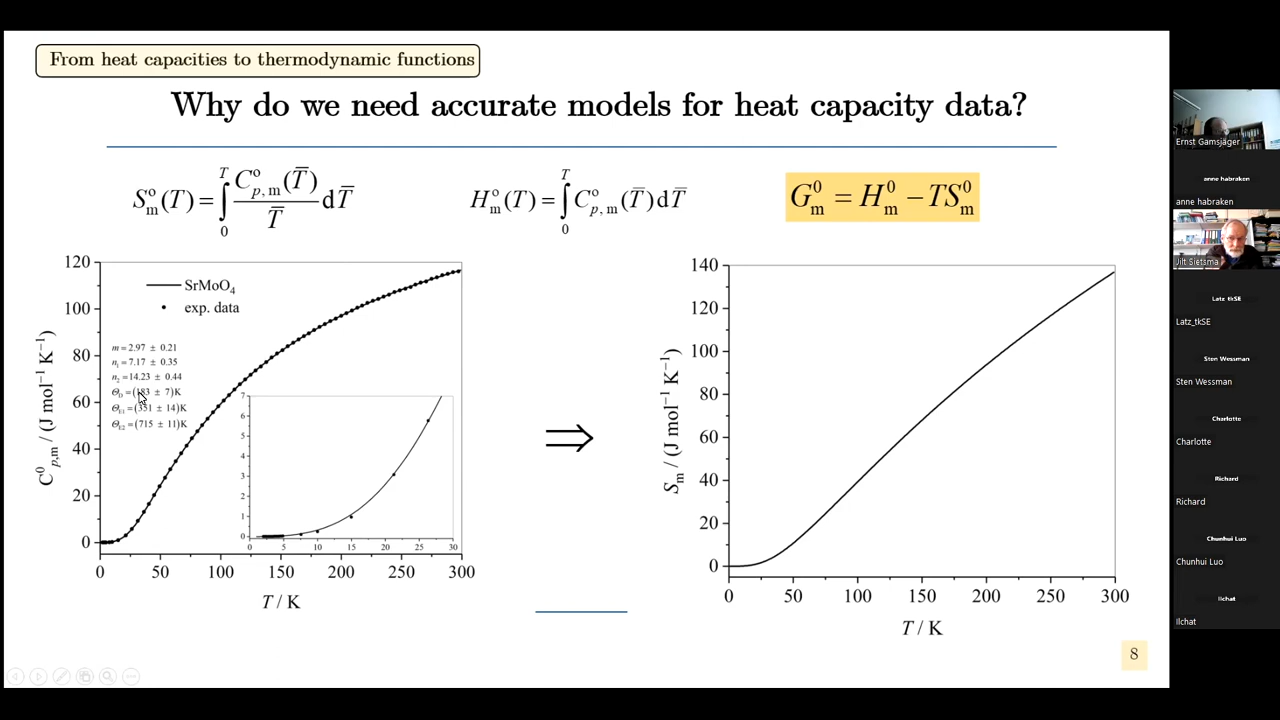 From heat capacities to thermodynamic functions
Why do we need accurate models for heat capacity data?
S°m(T) = ∫₀ᵀ C°p,m(T̅)/T̅ dT̅
H°m(T) = ∫₀ᵀ C°p,m(T̅)dT̅
G⁰m = H⁰m − TS⁰m
SrMoO₄
exp. data
m = 2.97 ± 0.21
n₁ = 7.17 ± 0.35
n₂ = 14.23 ± 0.44
Θ_D = (183 ± 7)K
Θ_E1 = (351 ± 14)K
Θ_E2 = (715 ± 11)K
C⁰p,m / (J mol⁻¹ K⁻¹)
120
100
80
60
40
20
0
0 50 100 150 200 250 300
T / K
7
6
5
4
3
2
1
0
0 5 10 15 20 25 30
⇒
Sm / (J mol⁻¹ K⁻¹)
140
120
100
80
60
40
20
0
0 50 100 150 200 250 300
T / K
8
Ernst Gamsjäger
anne habraken
anne habraken
Jilt Sietsma
Latz_tkSE
Latz_tkSE
Sten Wessman
Sten Wessman
Charlotte
Charlotte
Richard
Richard
Chunhui Luo
Chunhui Luo
Ilchat
Ilchat